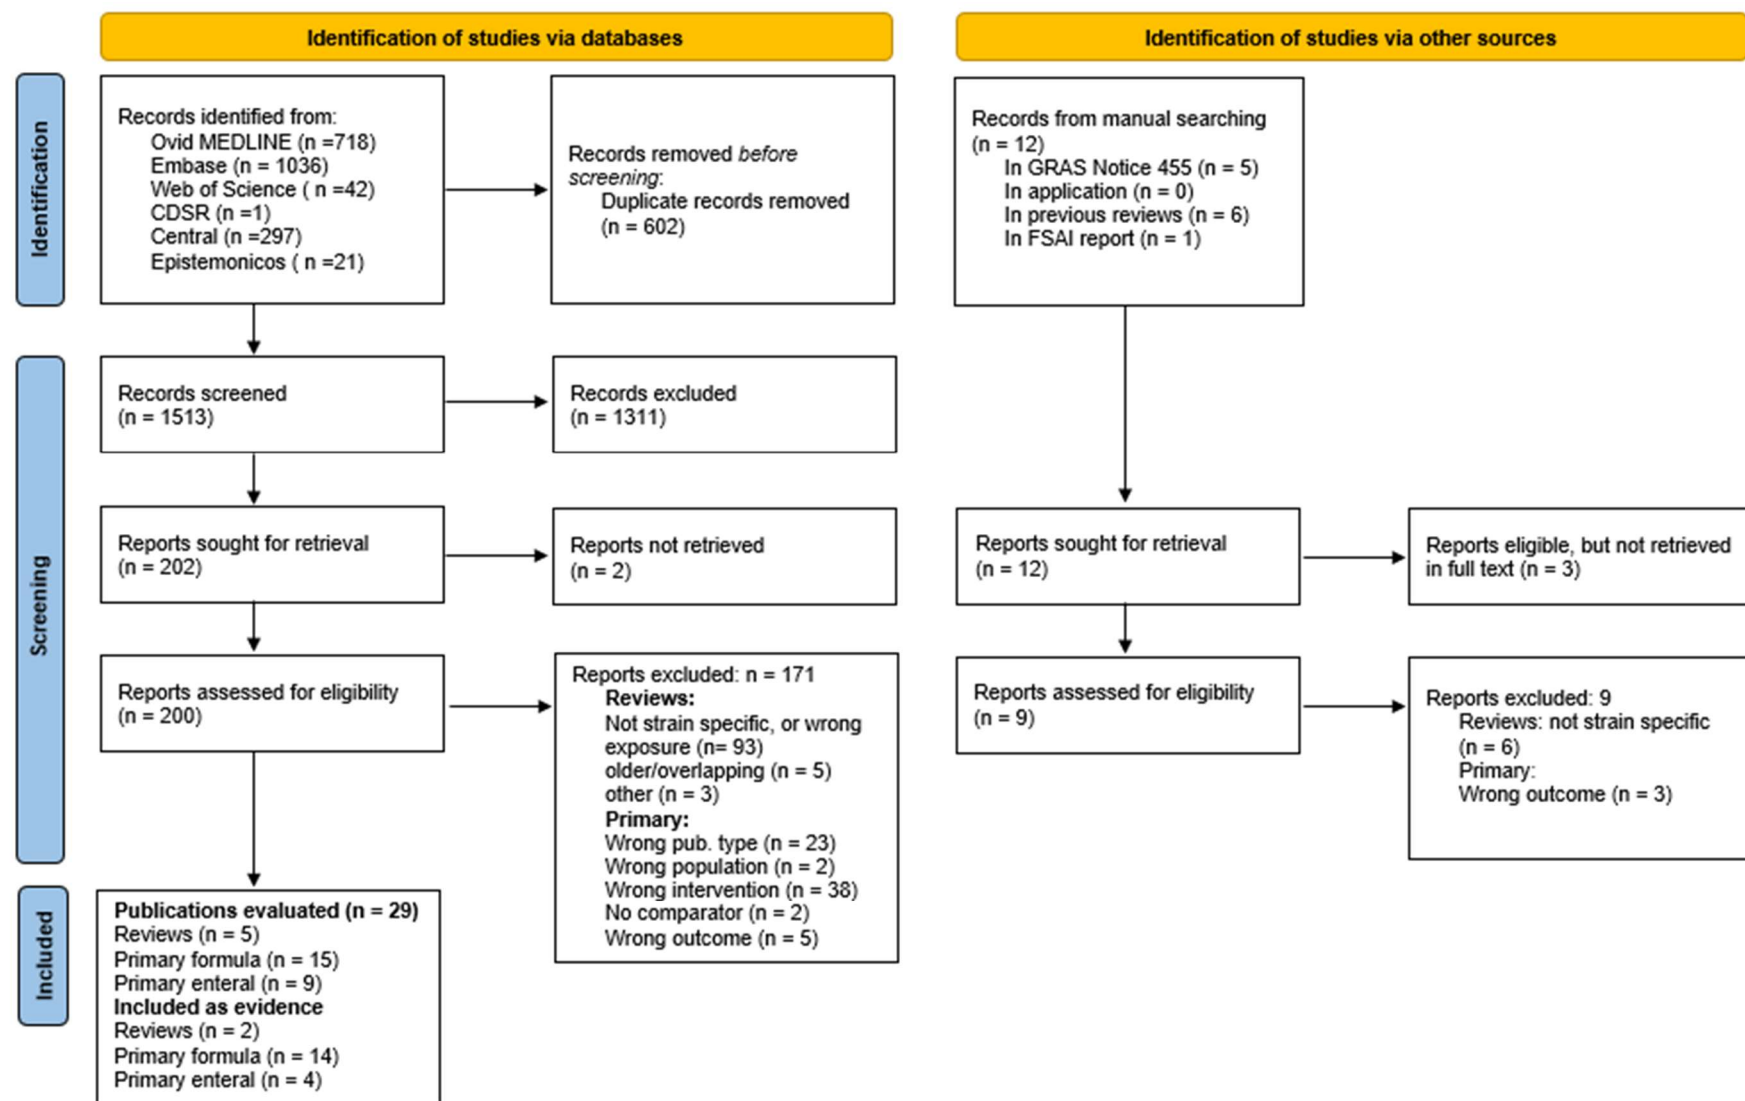 Identification of studies via databases
Identification of studies via other sources
Identification
Records identified from:
Ovid MEDLINE (n =718)
Embase (n = 1036)
Web of Science ( n =42)
CDSR (n =1)
Central (n =297)
Epistemonicos ( n =21)
Records removed before
screening:
Duplicate records removed
(n = 602)
Records from manual searching
(n = 12)
In GRAS Notice 455 (n = 5)
In application (n = 0)
In previous reviews (n = 6)
In FSAI report (n = 1)
Screening
Records screened
(n = 1513)
Records excluded
(n = 1311)
Reports sought for retrieval
(n = 202)
Reports not retrieved
(n = 2)
Reports sought for retrieval
(n = 12)
Reports eligible, but not retrieved
in full text (n = 3)
Reports assessed for eligibility
(n = 200)
Reports excluded: n = 171
Reviews:
Not strain specific, or wrong
exposure (n= 93)
older/overlapping (n = 5)
other (n = 3)
Primary:
Wrong pub. type (n = 23)
Wrong population (n = 2)
Wrong intervention (n = 38)
No comparator (n = 2)
Wrong outcome (n = 5)
Reports assessed for eligibility
(n = 9)
Reports excluded: 9
Reviews: not strain specific
(n = 6)
Primary:
Wrong outcome (n = 3)
Included
Publications evaluated (n = 29)
Reviews (n = 5)
Primary formula (n = 15)
Primary enteral (n = 9)
Included as evidence
Reviews (n = 2)
Primary formula (n = 14)
Primary enteral (n = 4)